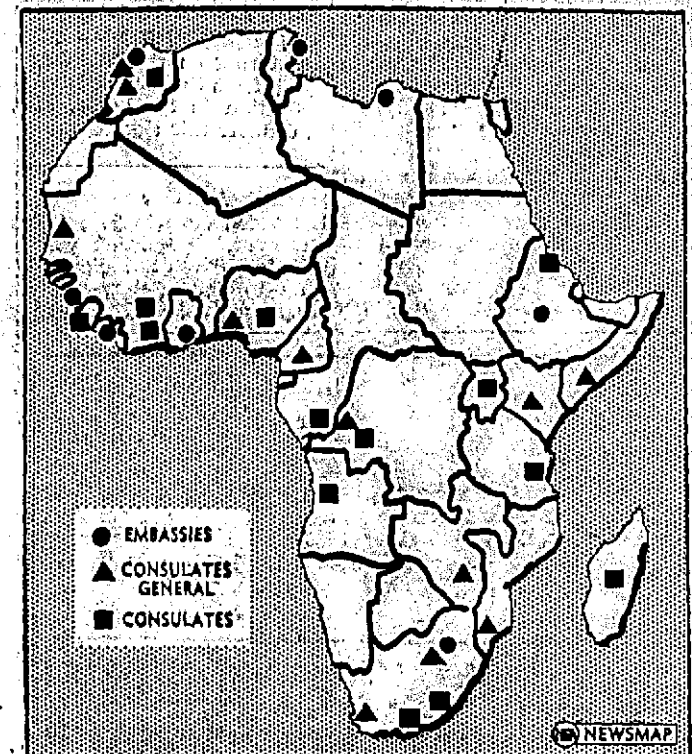 EMBASSIES
CONSULATES
GENERAL
CONSULATES
NEWSMAP